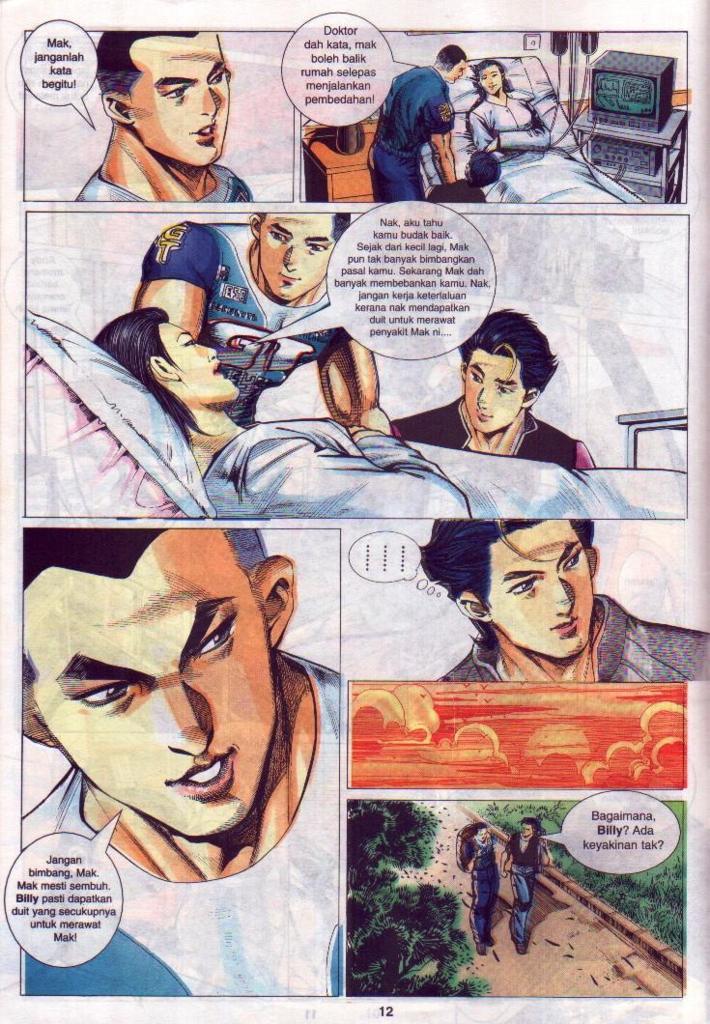 Mak,
janganlah
kata
begitu!
Doktor
dah kata, mak
boleh balik
rumah selepas
menjalankan
pembedahan!
Nak, aku tahu
kamu budak baik.
Sejak dari kecil lagi, Mak
pun tak banyak bimbangkan
pasal kamu. Sekarang Mak dah
banyak membebankan kamu. Nak,
jangan kerja keterlaluan
kerana nak mendapatkan
duit untuk merawat
penyakit Mak ni....
GT
! ! !
Jangan
bimbang, Mak.
Mak mesti sembuh.
Billy pasti dapatkan
duit yang secukupnya
untuk merawat
Mak!
Bagaimana,
Billy? Ada
keyakinan tak?
12